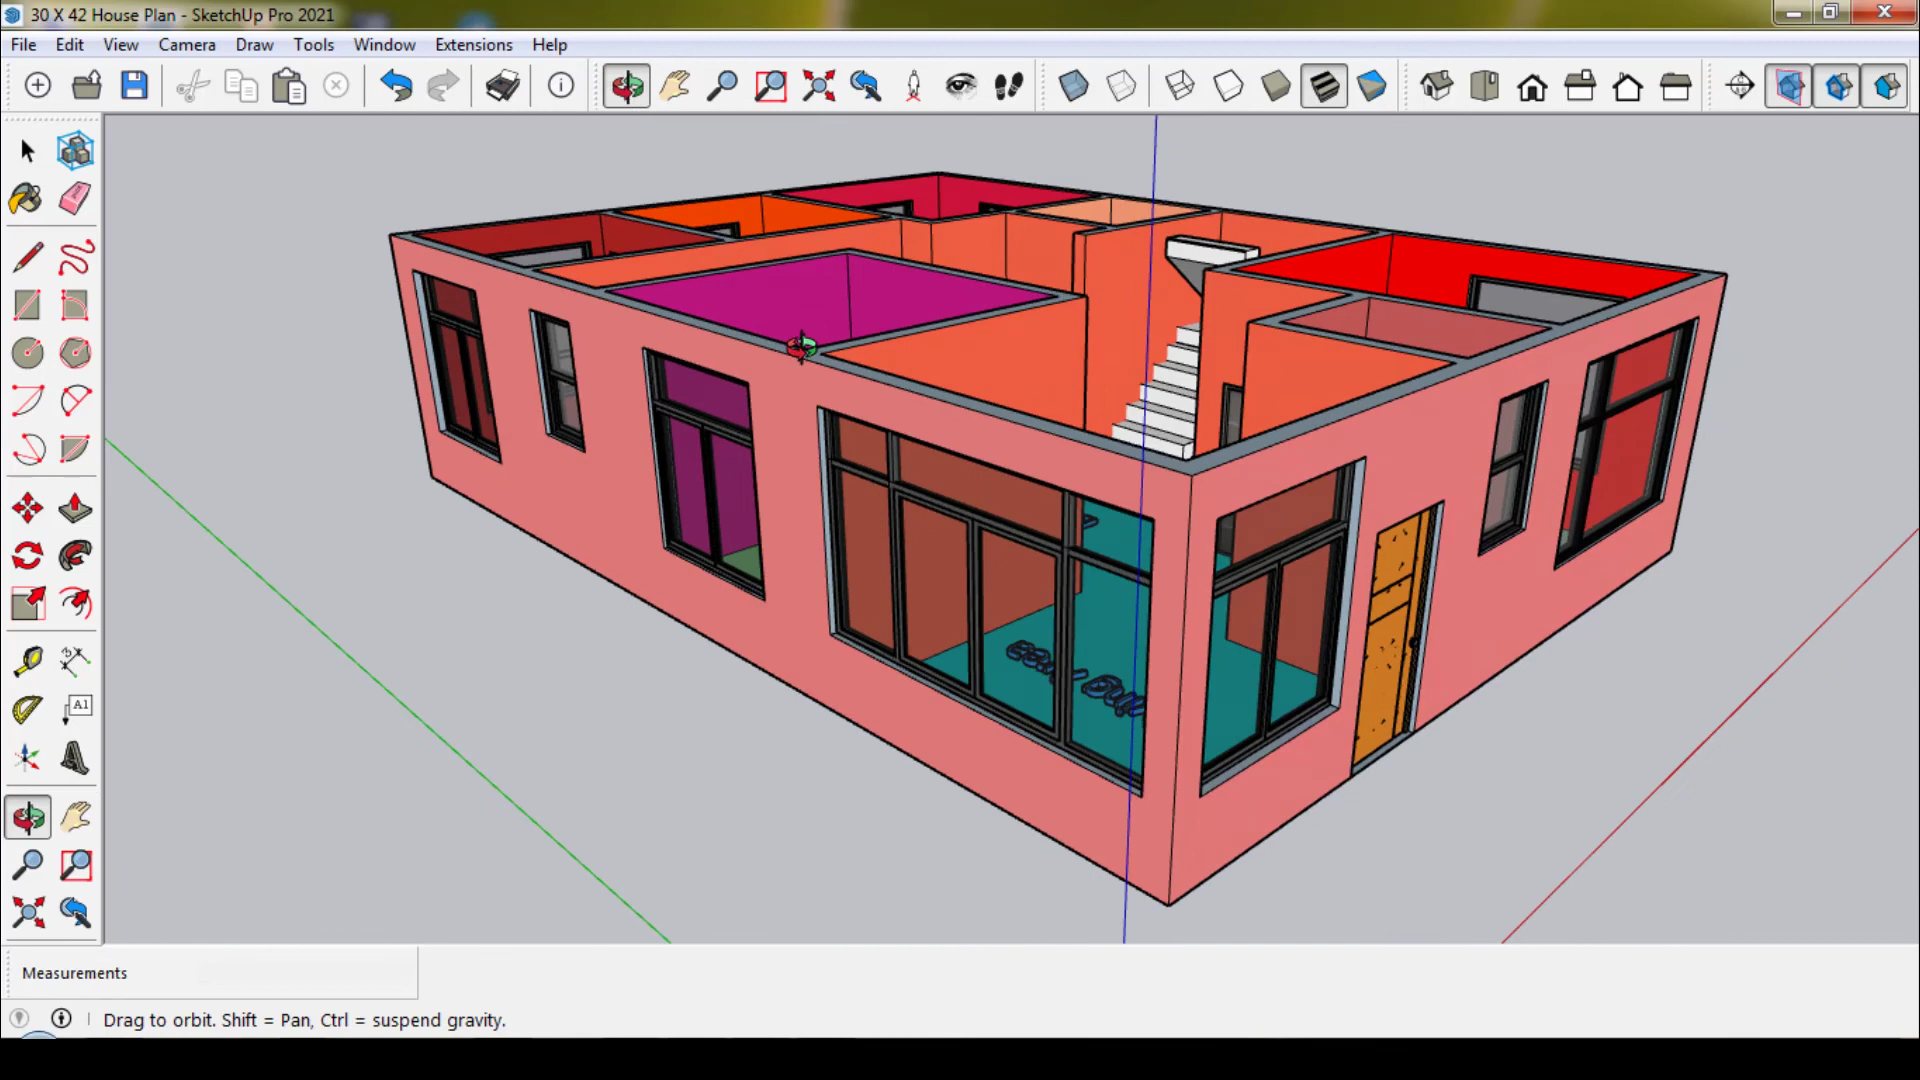 30 X 42 House Plan - SketchUp Pro 2021
File Edit View Camera Draw Tools Window Extensions Help
A1
Measurements
Drag to orbit. Shift = Pan, Ctrl = suspend gravity.